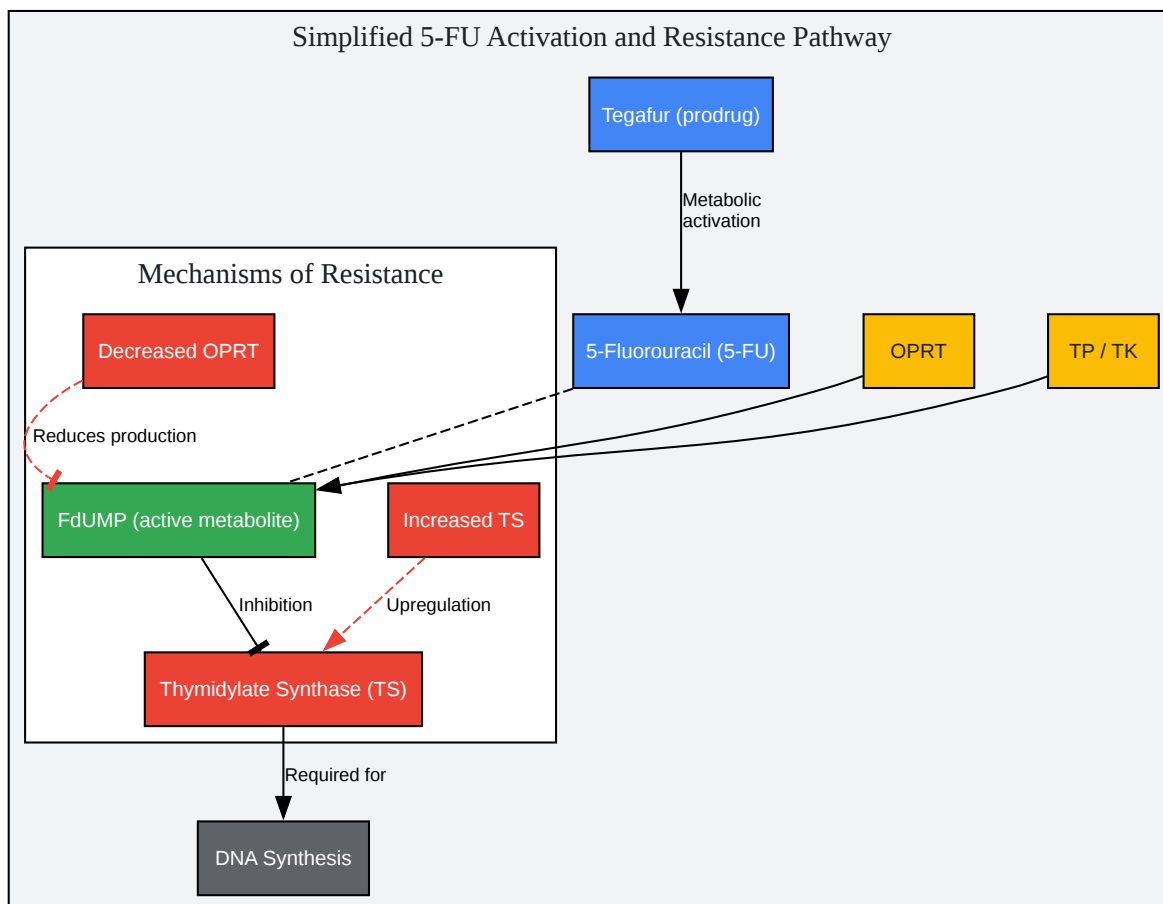 Simplified 5-FU Activation and Resistance Pathway
Tegafur (prodrug)
Metabolic
activation
Mechanisms of Resistance
Decreased OPRT
5-Fluorouracil (5-FU)
OPRT
TP / TK
Reduces production
FdUMP (active metabolite)
Increased TS
Inhibition
Upregulation
Thymidylate Synthase (TS)
Required for
DNA Synthesis